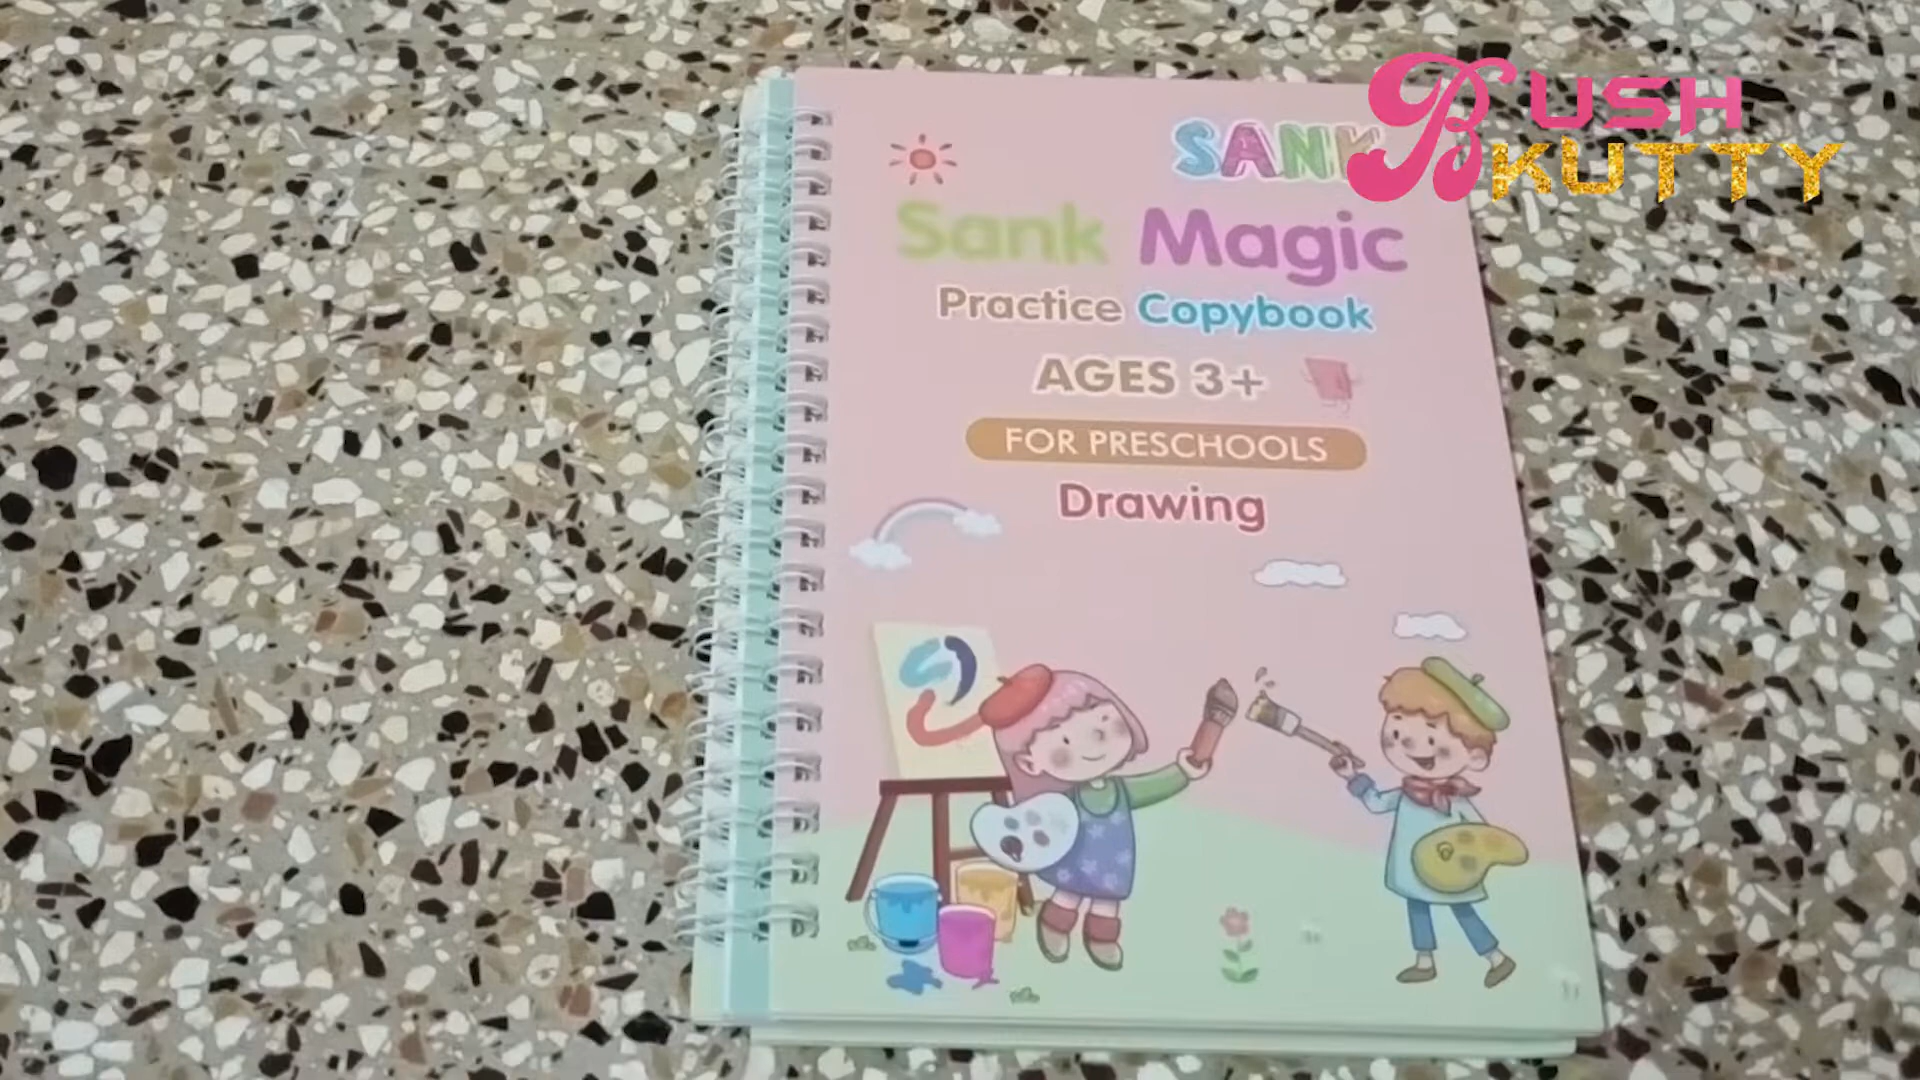 SANK
BUSH
KUTTY
Sank Magic
Practice Copybook
AGES 3+
FOR PRESCHOOLS
Drawing